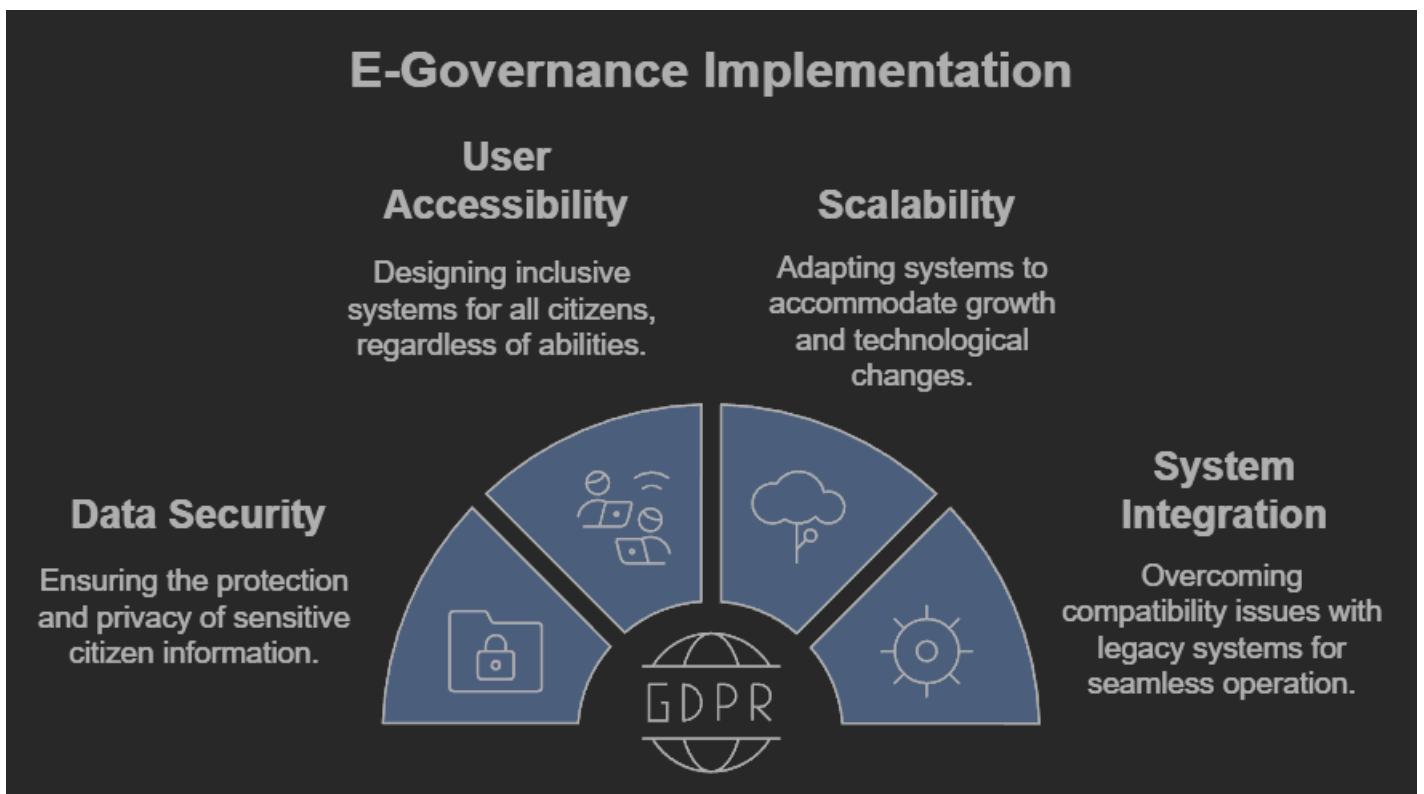 E-Governance Implementation
User
Accessibility
Designing inclusive
systems for all citizens,
regardless of abilities.
Scalability
Adapting systems to
accommodate growth
and technological
changes.
Data Security
Ensuring the protection
and privacy of sensitive
citizen information.
System
Integration
Overcoming
compatibility issues with
legacy systems for
seamless operation.
GDPR